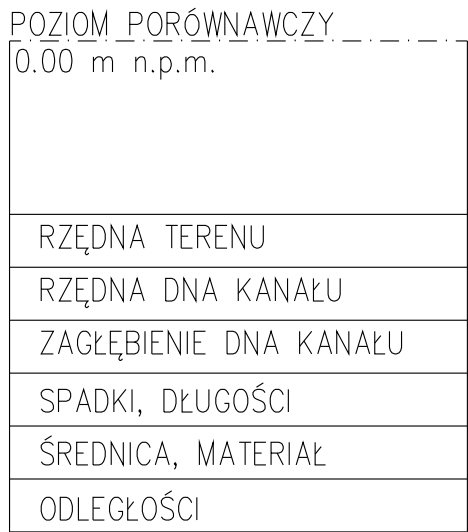 POZIOM PORÓWNAWCZY
0.00 m n.p.m.
RZĘDNA TERENU
RZĘDNA DNA KANAŁU
ZAGŁĘBIENIE DNA KANAŁU
SPADKI, DŁUGOŚCI
ŚREDNICA, MATERIAŁ
ODLEGŁOŚCI